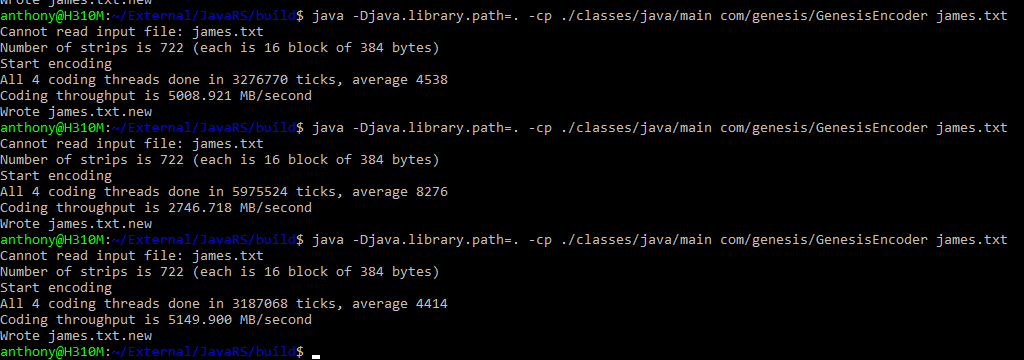 Wrote james.txt.new
anthony@H310M:~/External/JavaRS/build$ java -Djava.library.path=. -cp ./classes/java/main com/genesis/GenesisEncoder james.txt
Cannot read input file: james.txt
Number of strips is 722 (each is 16 block of 384 bytes)
Start encoding
All 4 coding threads done in 3276770 ticks, average 4538
Coding throughput is 5008.921 MB/second
Wrote james.txt.new
anthony@H310M:~/External/JavaRS/build$ java -Djava.library.path=. -cp ./classes/java/main com/genesis/GenesisEncoder james.txt
Cannot read input file: james.txt
Number of strips is 722 (each is 16 block of 384 bytes)
Start encoding
All 4 coding threads done in 5975524 ticks, average 8276
Coding throughput is 2746.718 MB/second
Wrote james.txt.new
anthony@H310M:~/External/JavaRS/build$ java -Djava.library.path=. -cp ./classes/java/main com/genesis/GenesisEncoder james.txt
Cannot read input file: james.txt
Number of strips is 722 (each is 16 block of 384 bytes)
Start encoding
All 4 coding threads done in 3187068 ticks, average 4414
Coding throughput is 5149.900 MB/second
Wrote james.txt.new
anthony@H310M:~/External/JavaRS/build$